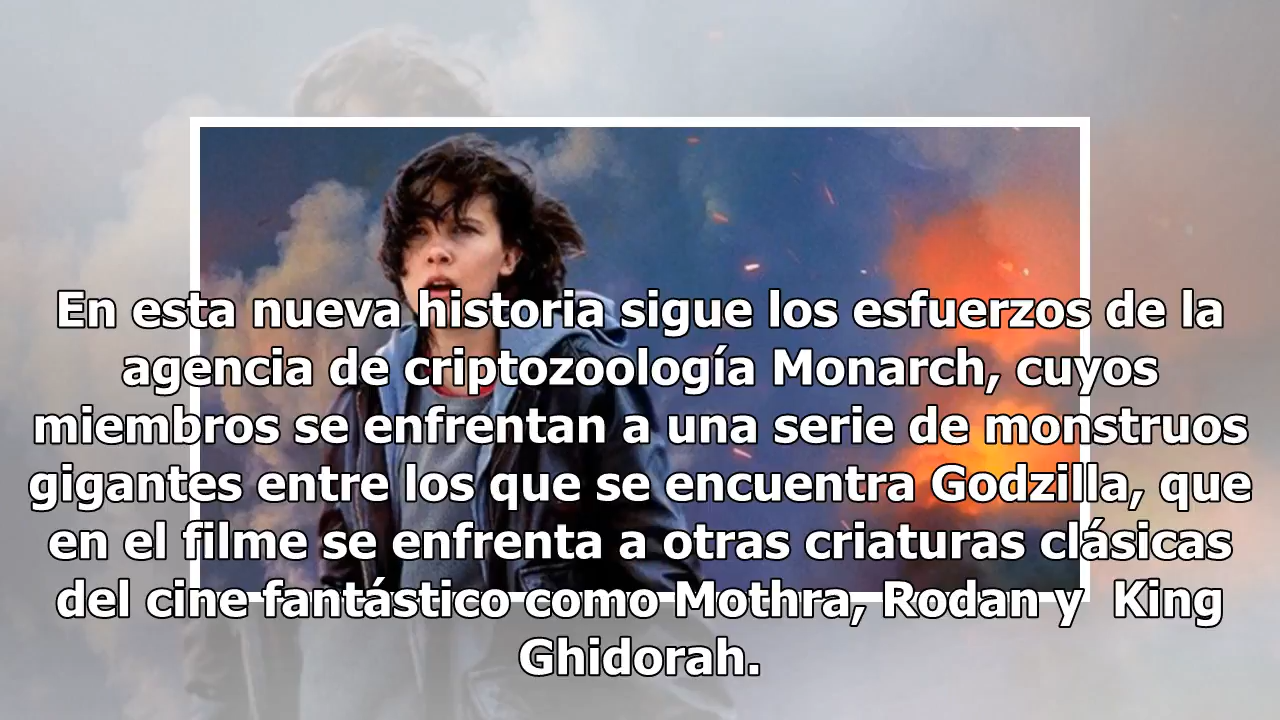 En esta nueva historia sigue los esfuerzos de la
agencia de criptozoología Monarch, cuyos
miembros se enfrentan a una serie de monstruos
gigantes entre los que se encuentra Godzilla, que
en el filme se enfrenta a otras criaturas clásicas
del cine fantástico como Mothra, Rodan y  King
Ghidorah.